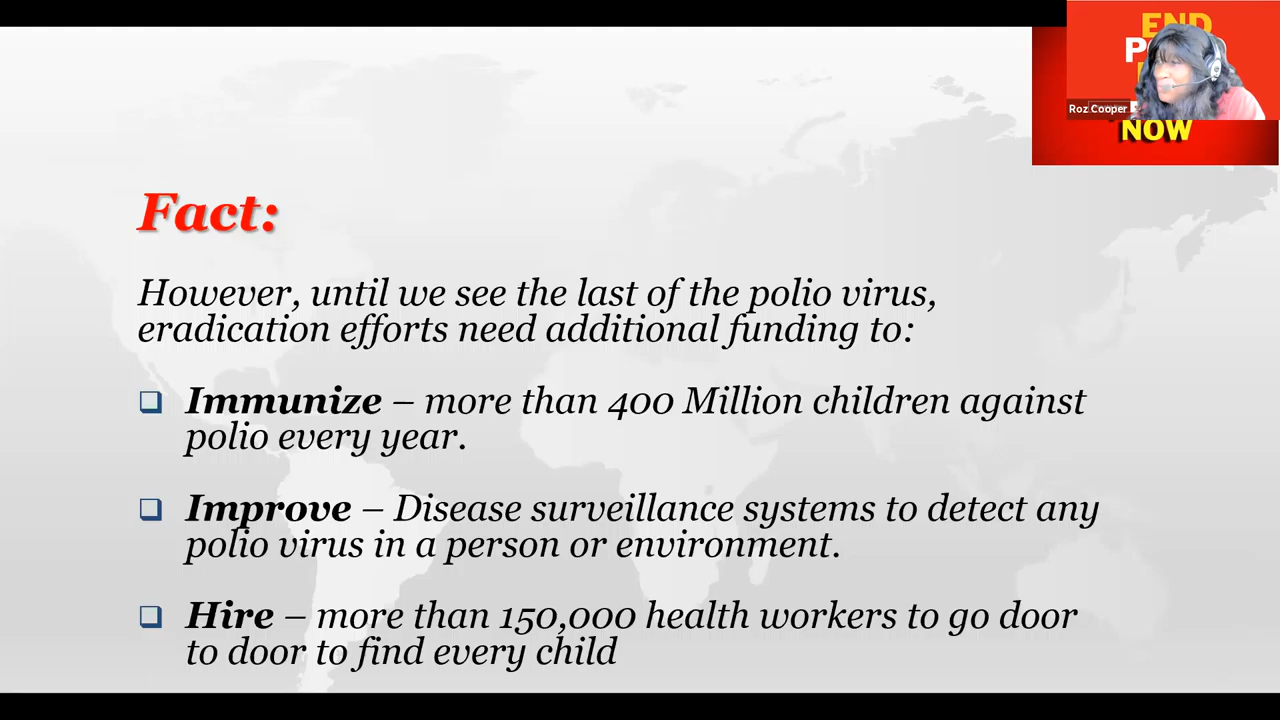 END
Roz Cooper
NOW
Fact:
However, until we see the last of the polio virus,
eradication efforts need additional funding to:
❑ Immunize – more than 400 Million children against
polio every year.
❑ Improve – Disease surveillance systems to detect any
polio virus in a person or environment.
❑ Hire – more than 150,000 health workers to go door
to door to find every child